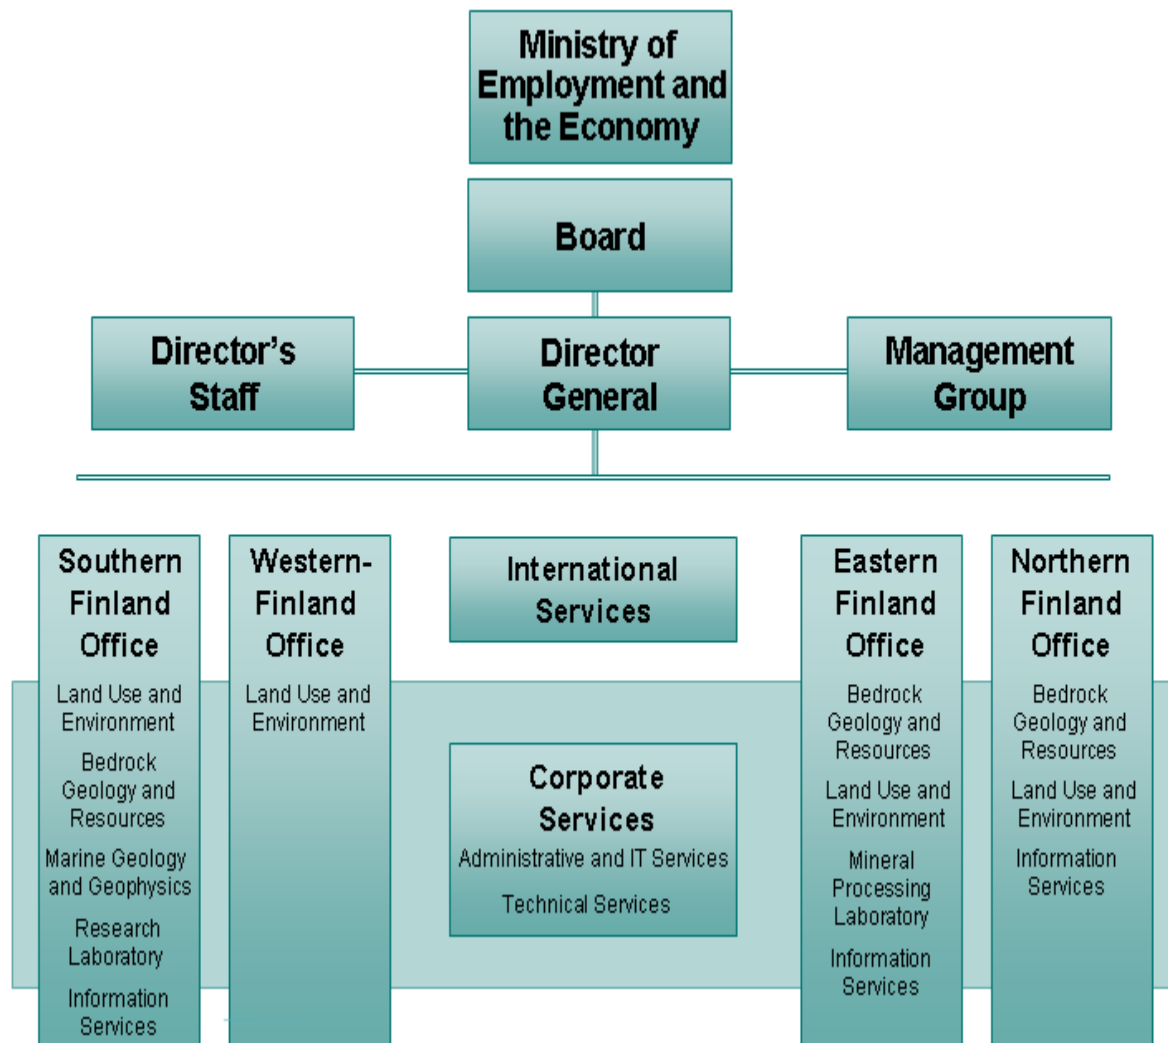 Ministry of
Employment and
the Economy
Board
Director's
Staff
Director
General
Management
Group
Southern
Finland
Office
Land Use and
Environment
Bedrock
Geology and
Resources
Marine Geology
and Geophysics
Research
Laboratory
Information
Services
Western-
Finland
Office
Land Use and
Environment
International
Services
Corporate
Services
Administrative and IT Services
Technical Services
Eastern
Finland
Office
Bedrock
Geology and
Resources
Land Use and
Environment
Mineral
Processing
Laboratory
Information
Services
Northern
Finland
Office
Bedrock
Geology and
Resources
Land Use and
Environment
Information
Services